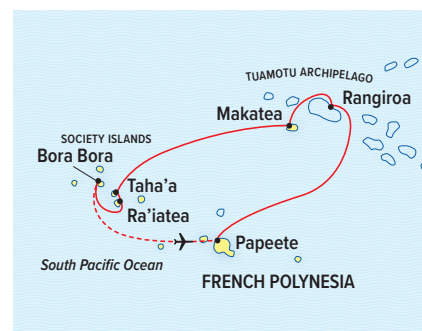 TUAMOTU ARCHIPELAGO
Rangiroa
Makatea
SOCIETY ISLANDS
Bora Bora
Taha'a
Ra'iatea
Papeete
South Pacific Ocean
FRENCH POLYNESIA